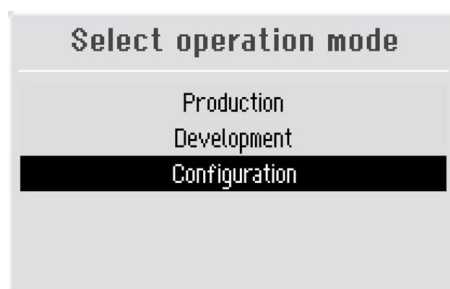 Select operation mode
Production
Development
Configuration